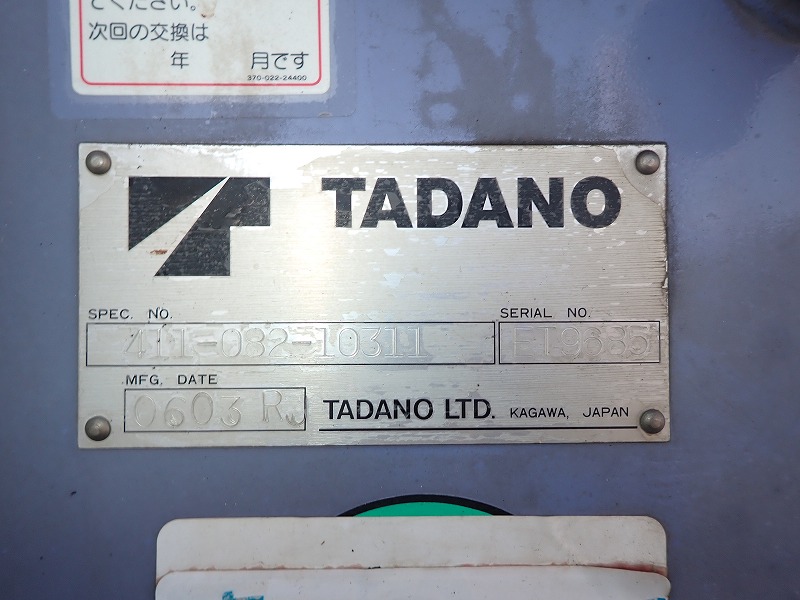 てください。
次回の交換は
年 月です
370-022-24400
TADANO
SPEC. NO.
SERIAL NO.
411-082-10311
FT9685
MFG. DATE
0603
TADANO LTD. KAGAWA, JAPAN